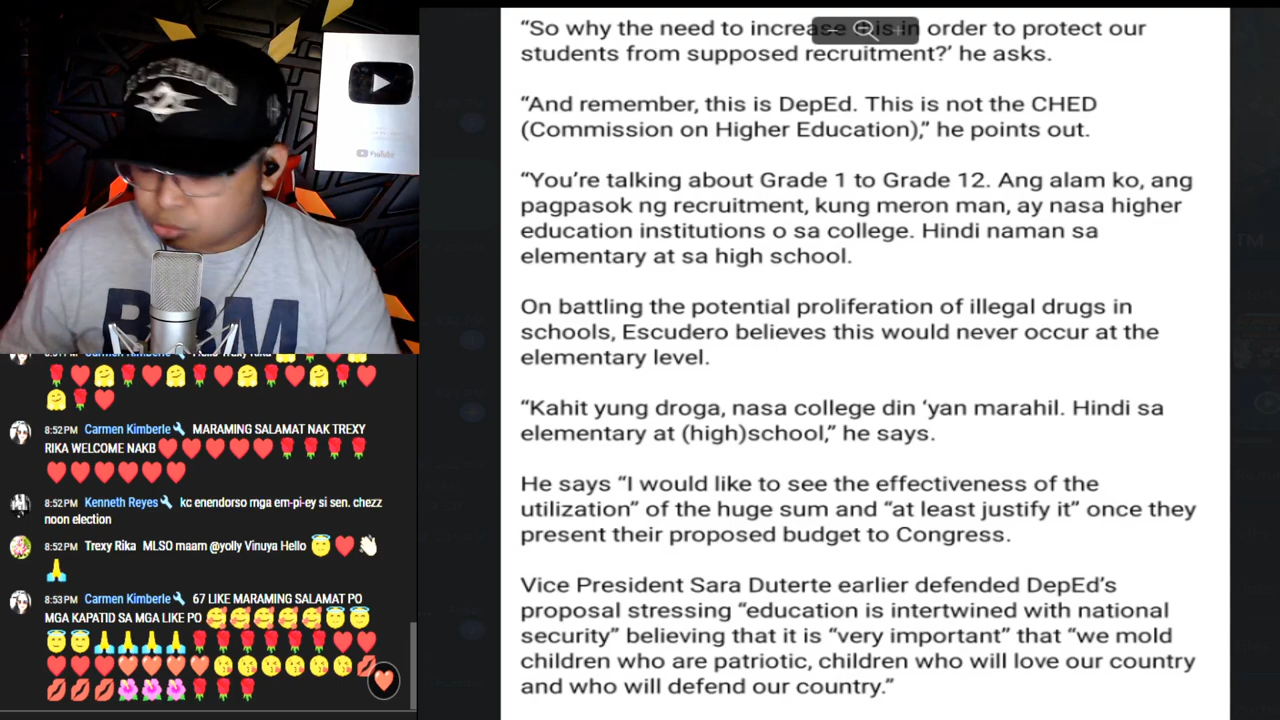 YouTube
BBM
8:52 PM Carmen Kimberle MARAMING SALAMAT NAK TREXY
RIKA WELCOME NAKB
8:52 PM Kenneth Reyes kc enendorso mga em-pi-ey si sen. chezz
noon election
8:52 PM Trexy Rika MLSO maam @yolly Vinuya Hello
8:53 PM Carmen Kimberle 67 LIKE MARAMING SALAMAT PO
MGA KAPATID SA MGA LIKE PO
“So why the need to increase this in order to protect our
students from supposed recruitment?’ he asks.
“And remember, this is DepEd. This is not the CHED
(Commission on Higher Education),” he points out.
“You’re talking about Grade 1 to Grade 12. Ang alam ko, ang
pagpasok ng recruitment, kung meron man, ay nasa higher
education institutions o sa college. Hindi naman sa
elementary at sa high school.
On battling the potential proliferation of illegal drugs in
schools, Escudero believes this would never occur at the
elementary level.
“Kahit yung droga, nasa college din ‘yan marahil. Hindi sa
elementary at (high)school,” he says.
He says “I would like to see the effectiveness of the
utilization” of the huge sum and “at least justify it” once they
present their proposed budget to Congress.
Vice President Sara Duterte earlier defended DepEd’s
proposal stressing “education is intertwined with national
security” believing that it is “very important” that “we mold
children who are patriotic, children who will love our country
and who will defend our country.”